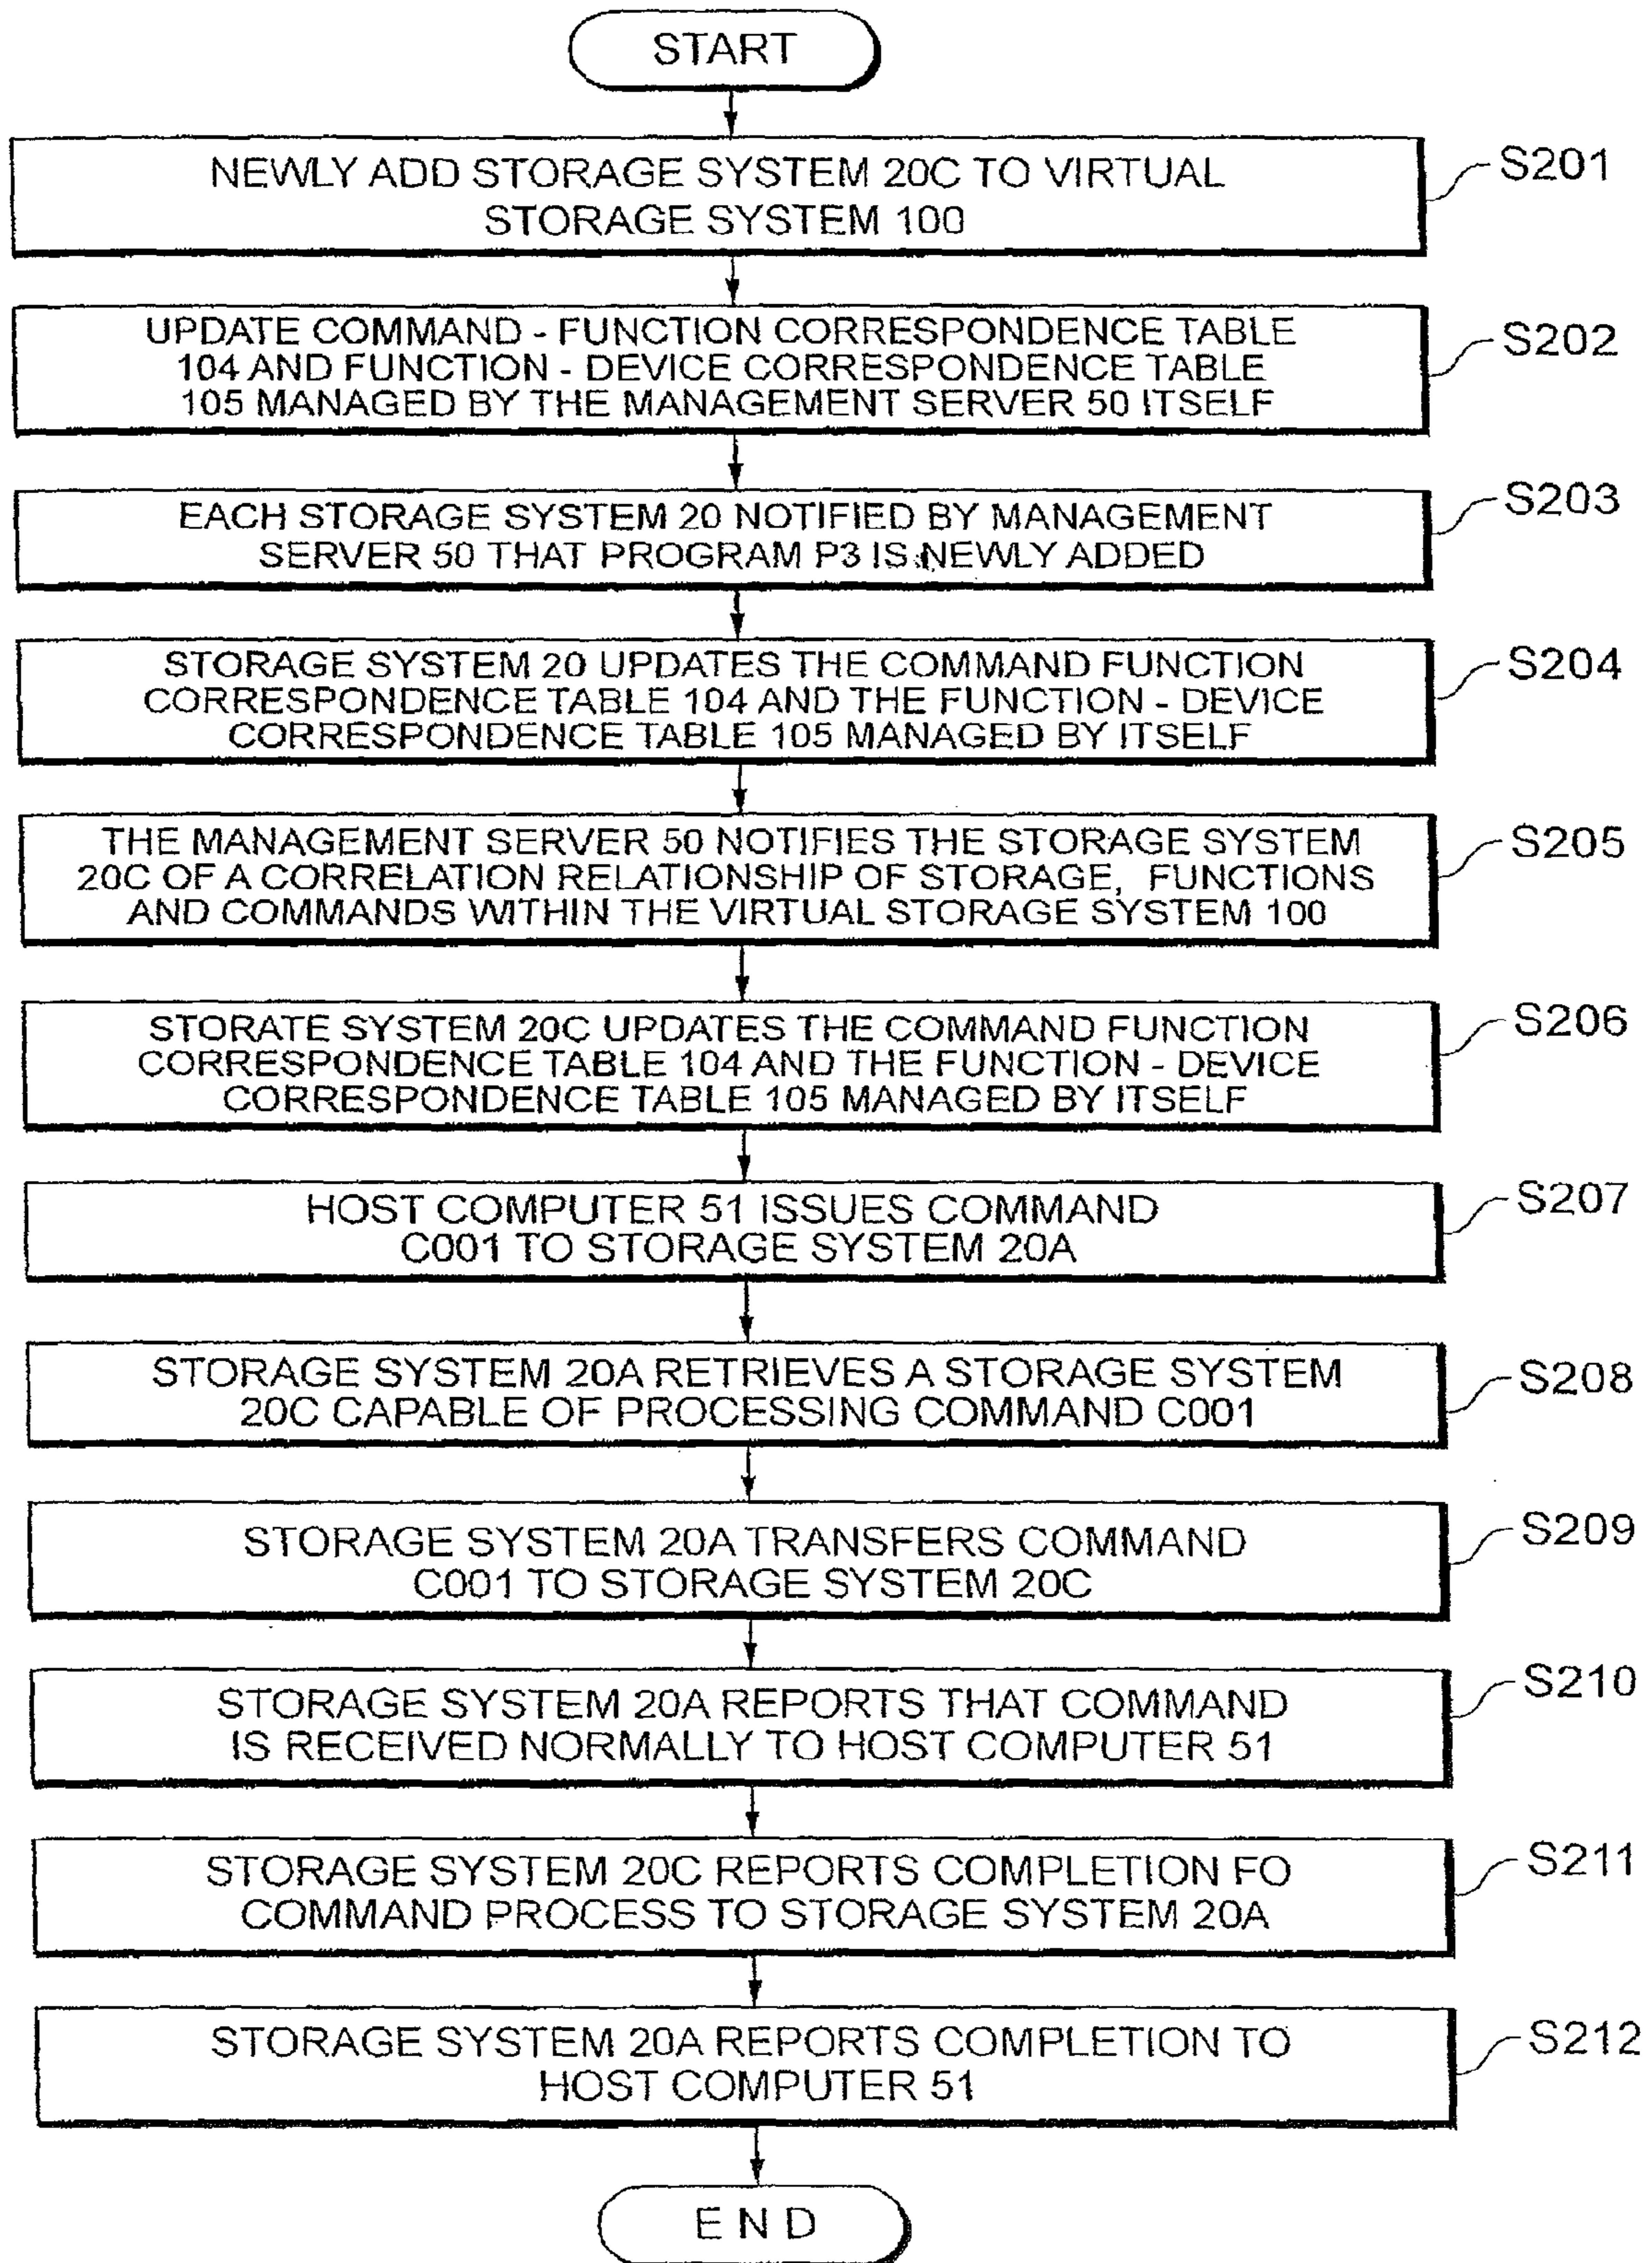 START
NEWLY ADD STORAGE SYSTEM 20C TO VIRTUAL
STORAGE SYSTEM 100
S201
UPDATE COMMAND - FUNCTION CORRESPONDENCE TABLE
104 AND FUNCTION - DEVICE CORRESPONDENCE TABLE
105 MANAGED BY THE MANAGEMENT SERVER 50 ITSELF
S202
EACH STORAGE SYSTEM 20 NOTIFIED BY MANAGEMENT
SERVER 50 THAT PROGRAM P3 IS NEWLY ADDED
S203
STORAGE SYSTEM 20 UPDATES THE COMMAND FUNCTION
CORRESPONDENCE TABLE 104 AND THE FUNCTION - DEVICE
CORRESPONDENCE TABLE 105 MANAGED BY ITSELF
S204
THE MANAGEMENT SERVER 50 NOTIFIES THE STORAGE SYSTEM
20C OF A CORRELATION RELATIONSHIP OF STORAGE, FUNCTIONS
AND COMMANDS WITHIN THE VIRTUAL STORAGE SYSTEM 100
S205
STORATE SYSTEM 20C UPDATES THE COMMAND FUNCTION
CORRESPONDENCE TABLE 104 AND THE FUNCTION - DEVICE
CORRESPONDENCE TABLE 105 MANAGED BY ITSELF
S206
HOST COMPUTER 51 ISSUES COMMAND
C001 TO STORAGE SYSTEM 20A
S207
STORAGE SYSTEM 20A RETRIEVES A STORAGE SYSTEM
20C CAPABLE OF PROCESSING COMMAND C001
S208
STORAGE SYSTEM 20A TRANSFERS COMMAND
C001 TO STORAGE SYSTEM 20C
S209
STORAGE SYSTEM 20A REPORTS THAT COMMAND
IS RECEIVED NORMALLY TO HOST COMPUTER 51
S210
STORAGE SYSTEM 20C REPORTS COMPLETION FO
COMMAND PROCESS TO STORAGE SYSTEM 20A
S211
STORAGE SYSTEM 20A REPORTS COMPLETION TO
HOST COMPUTER 51
S212
END